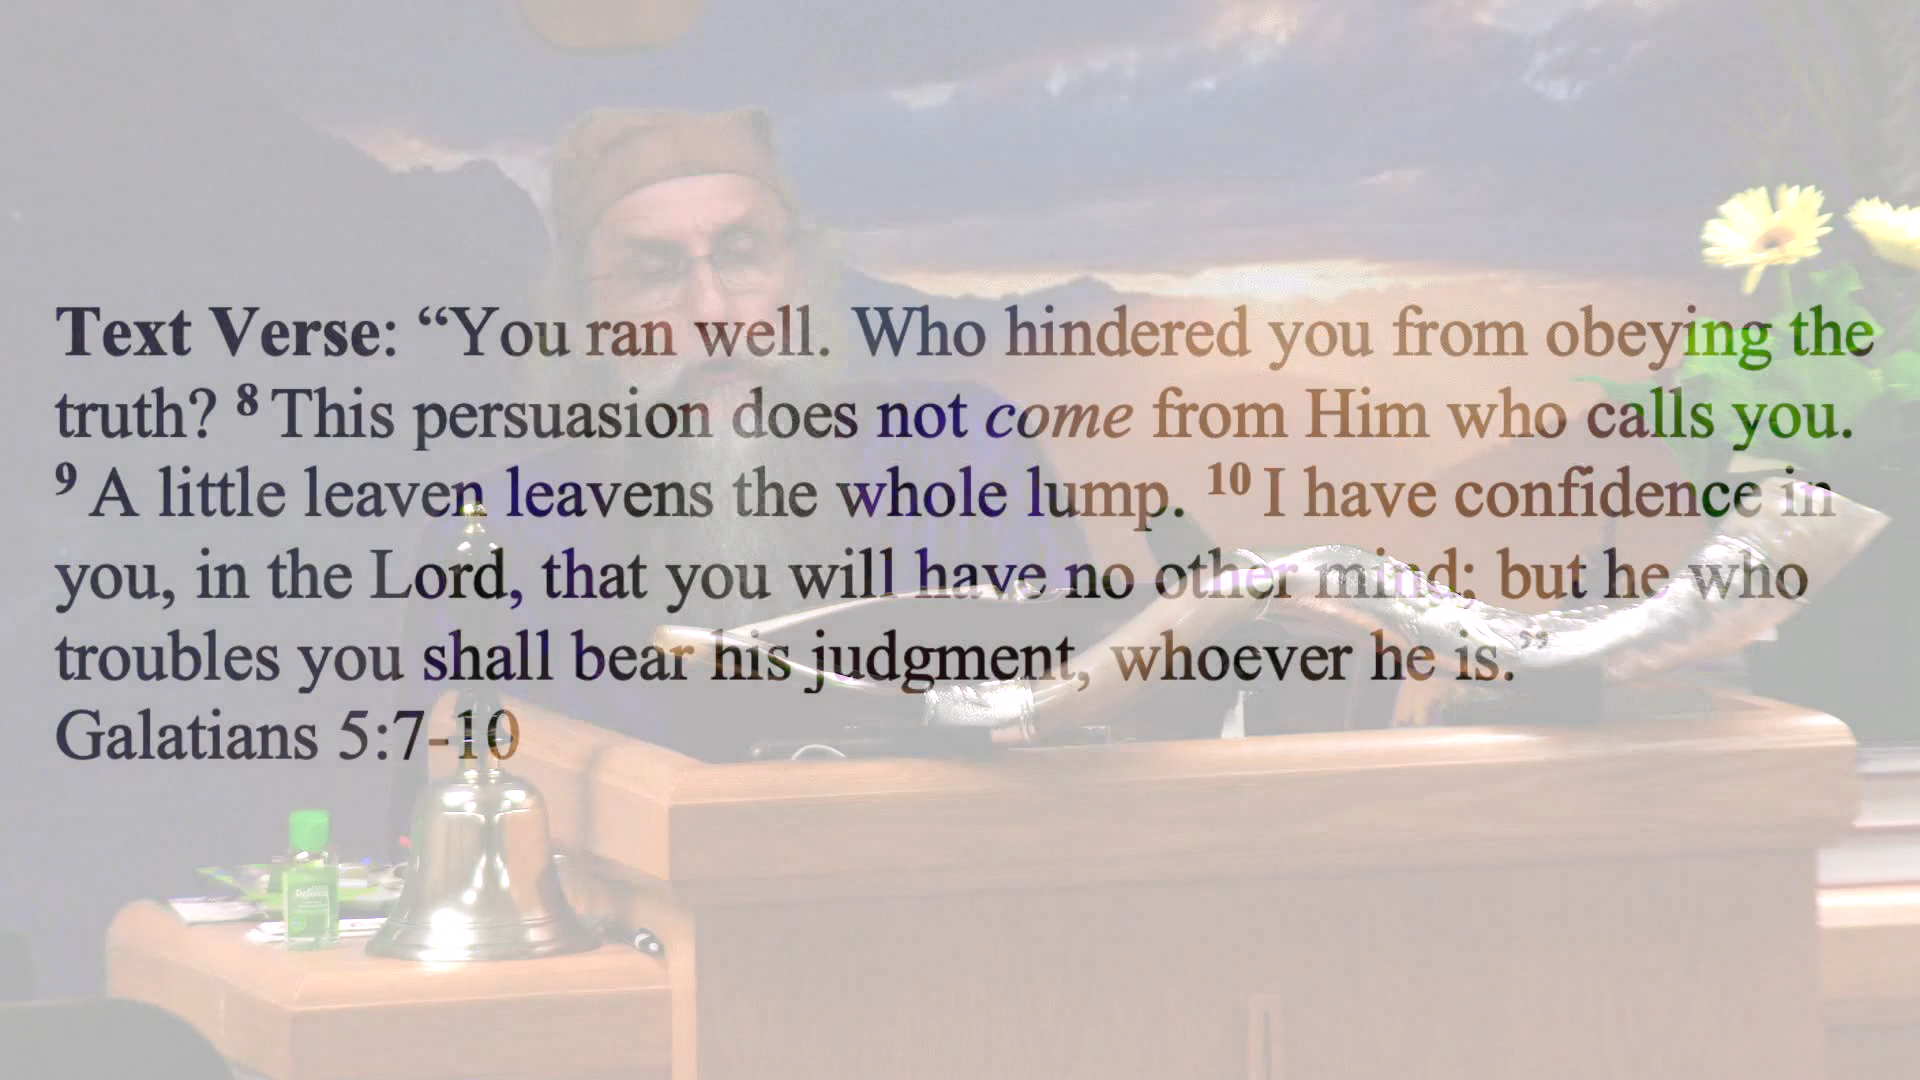 Text Verse: “You ran well. Who hindered you from obeying the
truth? 8 This persuasion does not come from Him who calls you.
9 A little leaven leavens the whole lump. 10 I have confidence in
you, in the Lord, that you will have no other mind; but he who
troubles you shall bear his judgment, whoever he is.”
Galatians 5:7-10
Defense